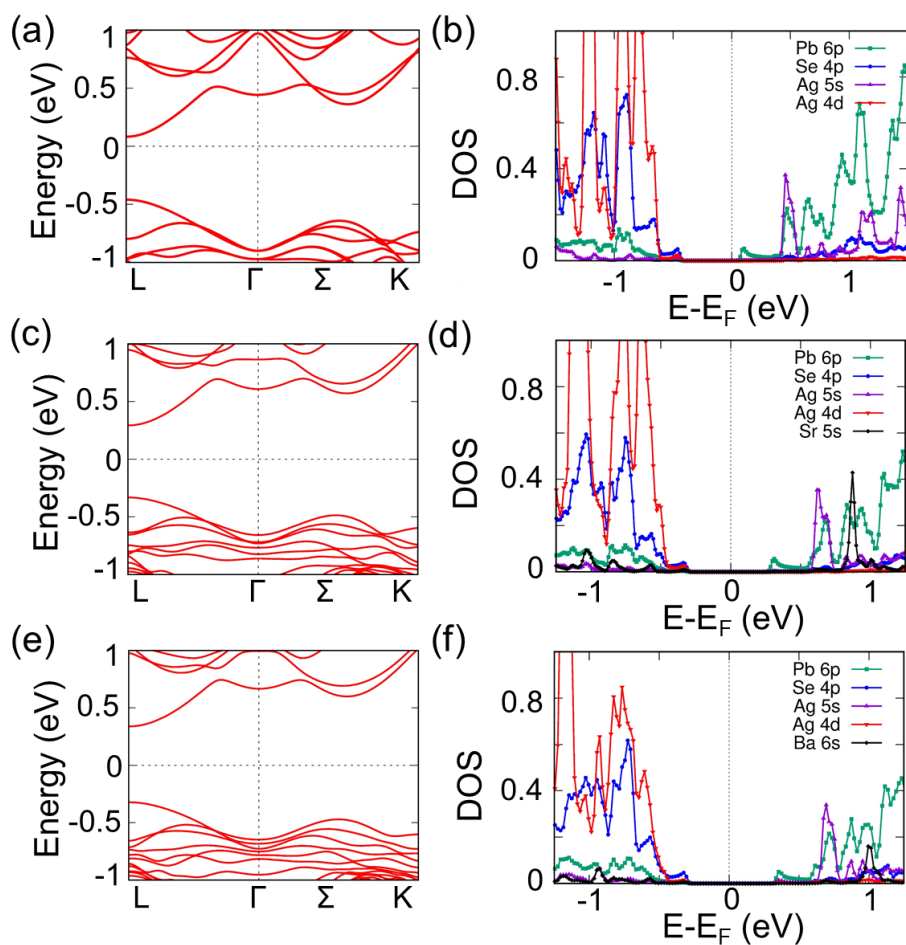 (a)
Energy (eV)
1
0.5
0
-0.5
-1
L Γ Σ K
(b)
DOS
0.8
0.4
0
Pb 6p
Se 4p
Ag 5s
Ag 4d
-1 0 1
E-E_F (eV)
(c)
Energy (eV)
1
0.5
0
-0.5
-1
L Γ Σ K
(d)
DOS
0.8
0.4
0
Pb 6p
Se 4p
Ag 5s
Ag 4d
Sr 5s
-1 0 1
E-E_F (eV)
(e)
Energy (eV)
1
0.5
0
-0.5
-1
L Γ Σ K
(f)
DOS
0.8
0.4
0
Pb 6p
Se 4p
Ag 5s
Ag 4d
Ba 6s
-1 0 1
E-E_F (eV)